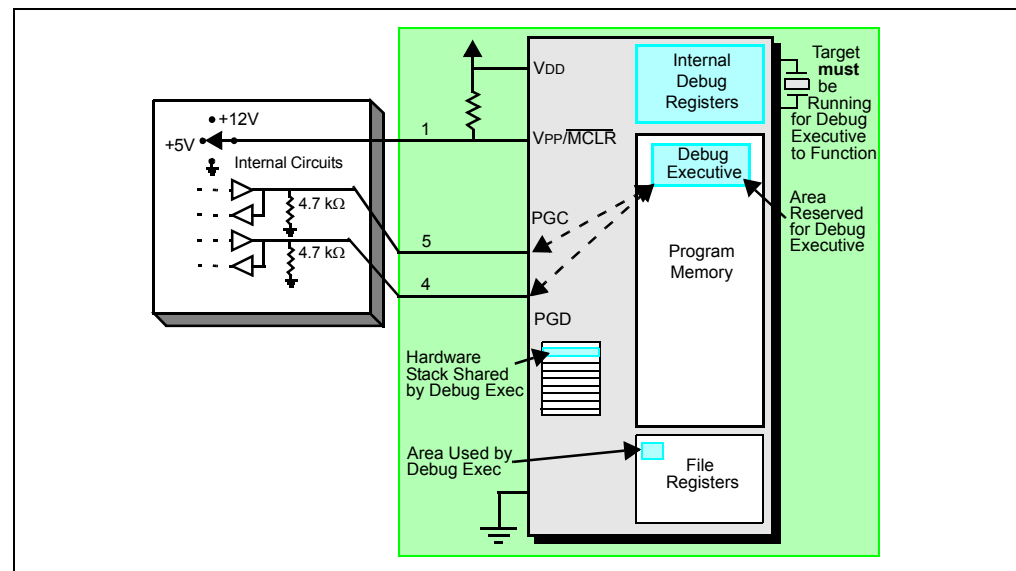 +12V
+5V
Internal Circuits
4.7 kΩ
4.7 kΩ
1
5
4
VDD
VPP/MCLR
PGC
PGD
Internal
Debug
Registers
Debug
Executive
Program
Memory
File
Registers
Hardware
Stack Shared
by Debug Exec
Area Used by
Debug Exec
Target
must
be
Running
for Debug
Executive
to Function
Area
Reserved
for Debug
Executive